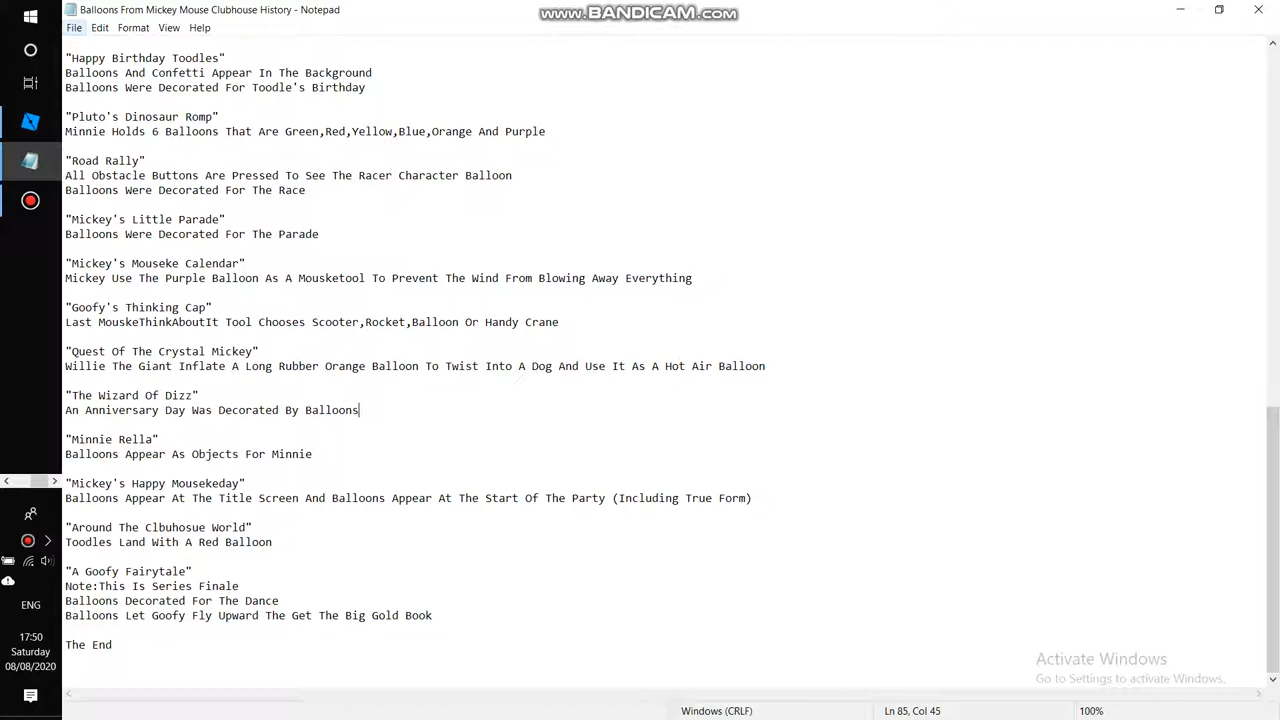 Balloons From Mickey Mouse Clubhouse History - Notepad
www.BANDICAM.com
File Edit Format View Help
"Happy Birthday Toodles"
Balloons And Confetti Appear In The Background
Balloons Were Decorated For Toodle's Birthday
"Pluto's Dinosaur Romp"
Minnie Holds 6 Balloons That Are Green,Red,Yellow,Blue,Orange And Purple
"Road Rally"
All Obstacle Buttons Are Pressed To See The Racer Character Balloon
Balloons Were Decorated For The Race
"Mickey's Little Parade"
Balloons Were Decorated For The Parade
"Mickey's Mouseke Calendar"
Mickey Use The Purple Balloon As A Mousketool To Prevent The Wind From Blowing Away Everything
"Goofy's Thinking Cap"
Last MouskeThinkAboutIt Tool Chooses Scooter,Rocket,Balloon Or Handy Crane
"Quest Of The Crystal Mickey"
Willie The Giant Inflate A Long Rubber Orange Balloon To Twist Into A Dog And Use It As A Hot Air Balloon
"The Wizard Of Dizz"
An Anniversary Day Was Decorated By Balloons
"Minnie Rella"
Balloons Appear As Objects For Minnie
"Mickey's Happy Mousekeday"
Balloons Appear At The Title Screen And Balloons Appear At The Start Of The Party (Including True Form)
"Around The Clbuhosue World"
Toodles Land With A Red Balloon
"A Goofy Fairytale"
Note:This Is Series Finale
Balloons Decorated For The Dance
Balloons Let Goofy Fly Upward The Get The Big Gold Book
The End
ENG
17:50
Saturday
08/08/2020
Activate Windows
Go to Settings to activate Windows.
Windows (CRLF)
Ln 85, Col 45
100%